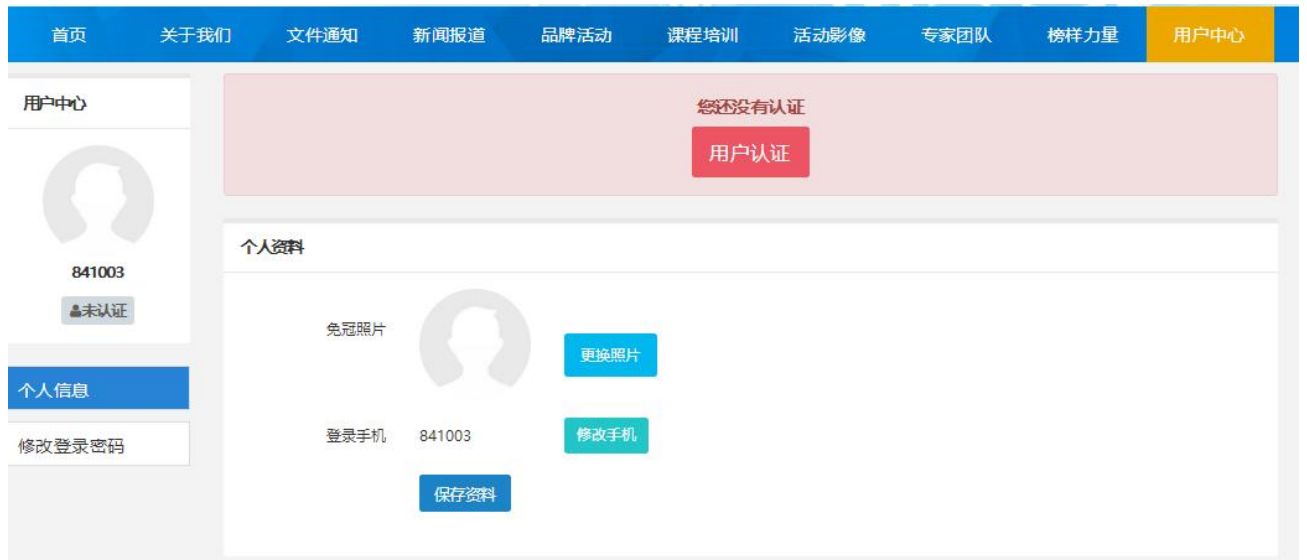 首页 关于我们 文件通知 新闻报道 品牌活动 课程培训 活动影像 专家团队 榜样力量 用户中心
用户中心
841003
未认证
个人信息
修改登录密码
您还没有认证
用户认证
个人资料
免冠照片
更换照片
登录手机 841003 修改手机
保存资料